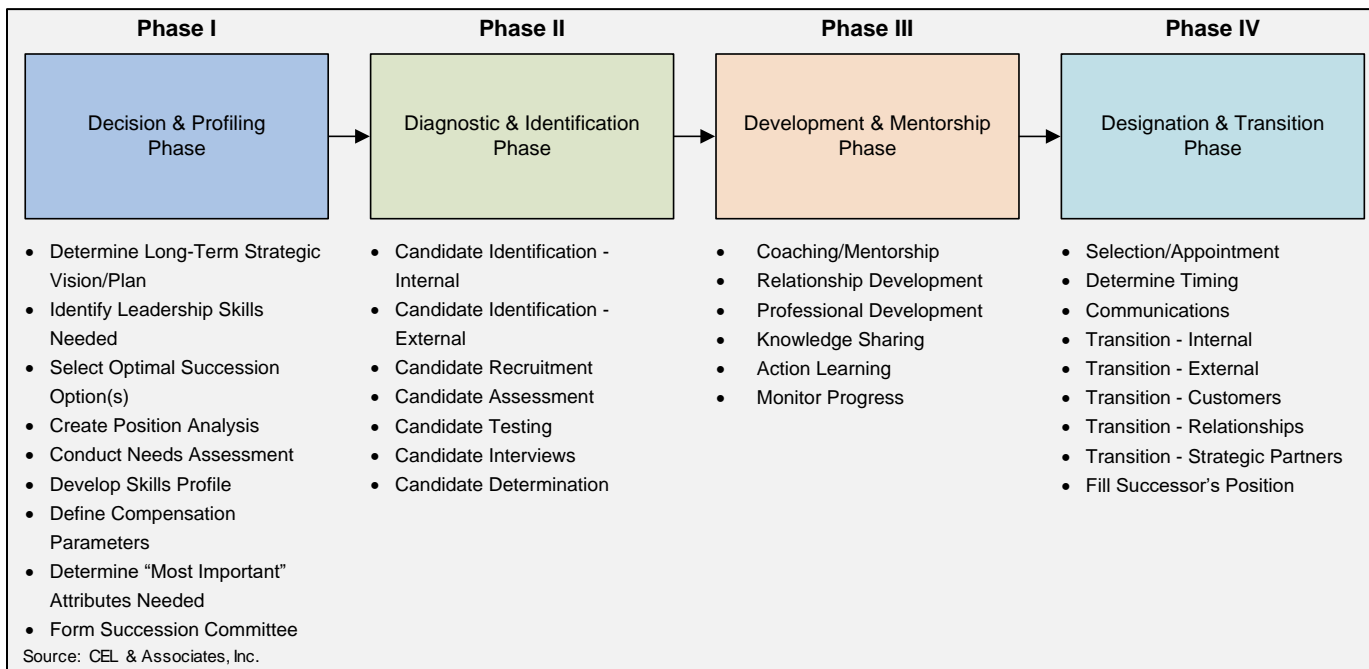 Phase I
Phase II
Phase III
Phase IV
Decision & Profiling
Phase
Diagnostic & Identification
Phase
Development & Mentorship
Phase
Designation & Transition
Phase
• Determine Long-Term Strategic
Vision/Plan
• Identify Leadership Skills
Needed
• Select Optimal Succession
Option(s)
• Create Position Analysis
• Conduct Needs Assessment
• Develop Skills Profile
• Define Compensation
Parameters
• Determine “Most Important”
Attributes Needed
• Form Succession Committee
• Candidate Identification -
Internal
• Candidate Identification -
External
• Candidate Recruitment
• Candidate Assessment
• Candidate Testing
• Candidate Interviews
• Candidate Determination
• Coaching/Mentorship
• Relationship Development
• Professional Development
• Knowledge Sharing
• Action Learning
• Monitor Progress
• Selection/Appointment
• Determine Timing
• Communications
• Transition - Internal
• Transition - External
• Transition - Customers
• Transition - Relationships
• Transition - Strategic Partners
• Fill Successor’s Position
Source: CEL & Associates, Inc.